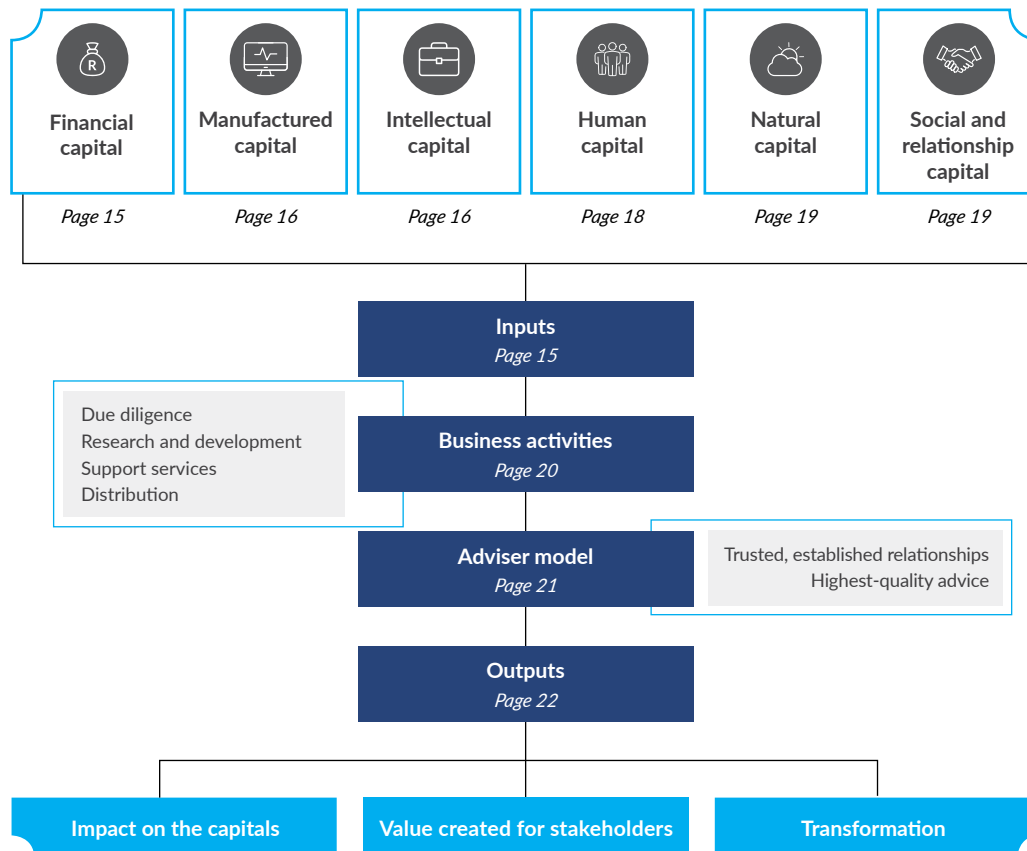 R
Financial
capital
Manufactured
capital
Intellectual
capital
Human
capital
Natural
capital
Social and
relationship
capital
Page 15
Page 16
Page 16
Page 18
Page 19
Page 19
Inputs
Page 15
Due diligence
Research and development
Support services
Distribution
Business activities
Page 20
Adviser model
Page 21
Trusted, established relationships
Highest-quality advice
Outputs
Page 22
Impact on the capitals
Value created for stakeholders
Transformation